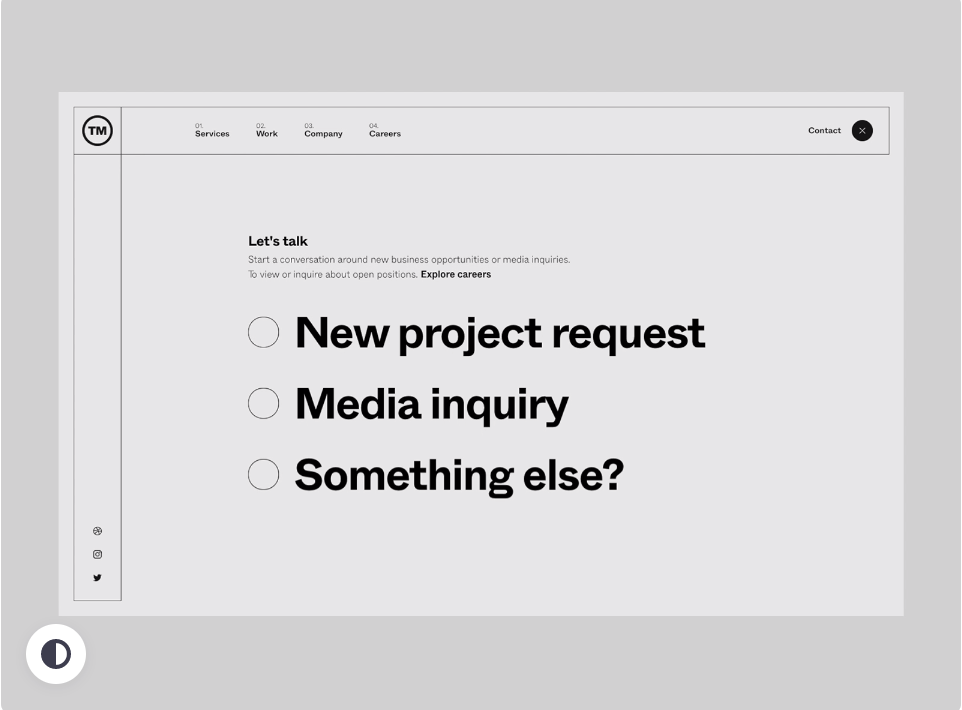 TM
01.
Services
02.
Work
03.
Company
04.
Careers
Contact
Let's talk
Start a conversation around new business opportunities or media inquiries.
To view or inquire about open positions. Explore careers
New project request
Media inquiry
Something else?